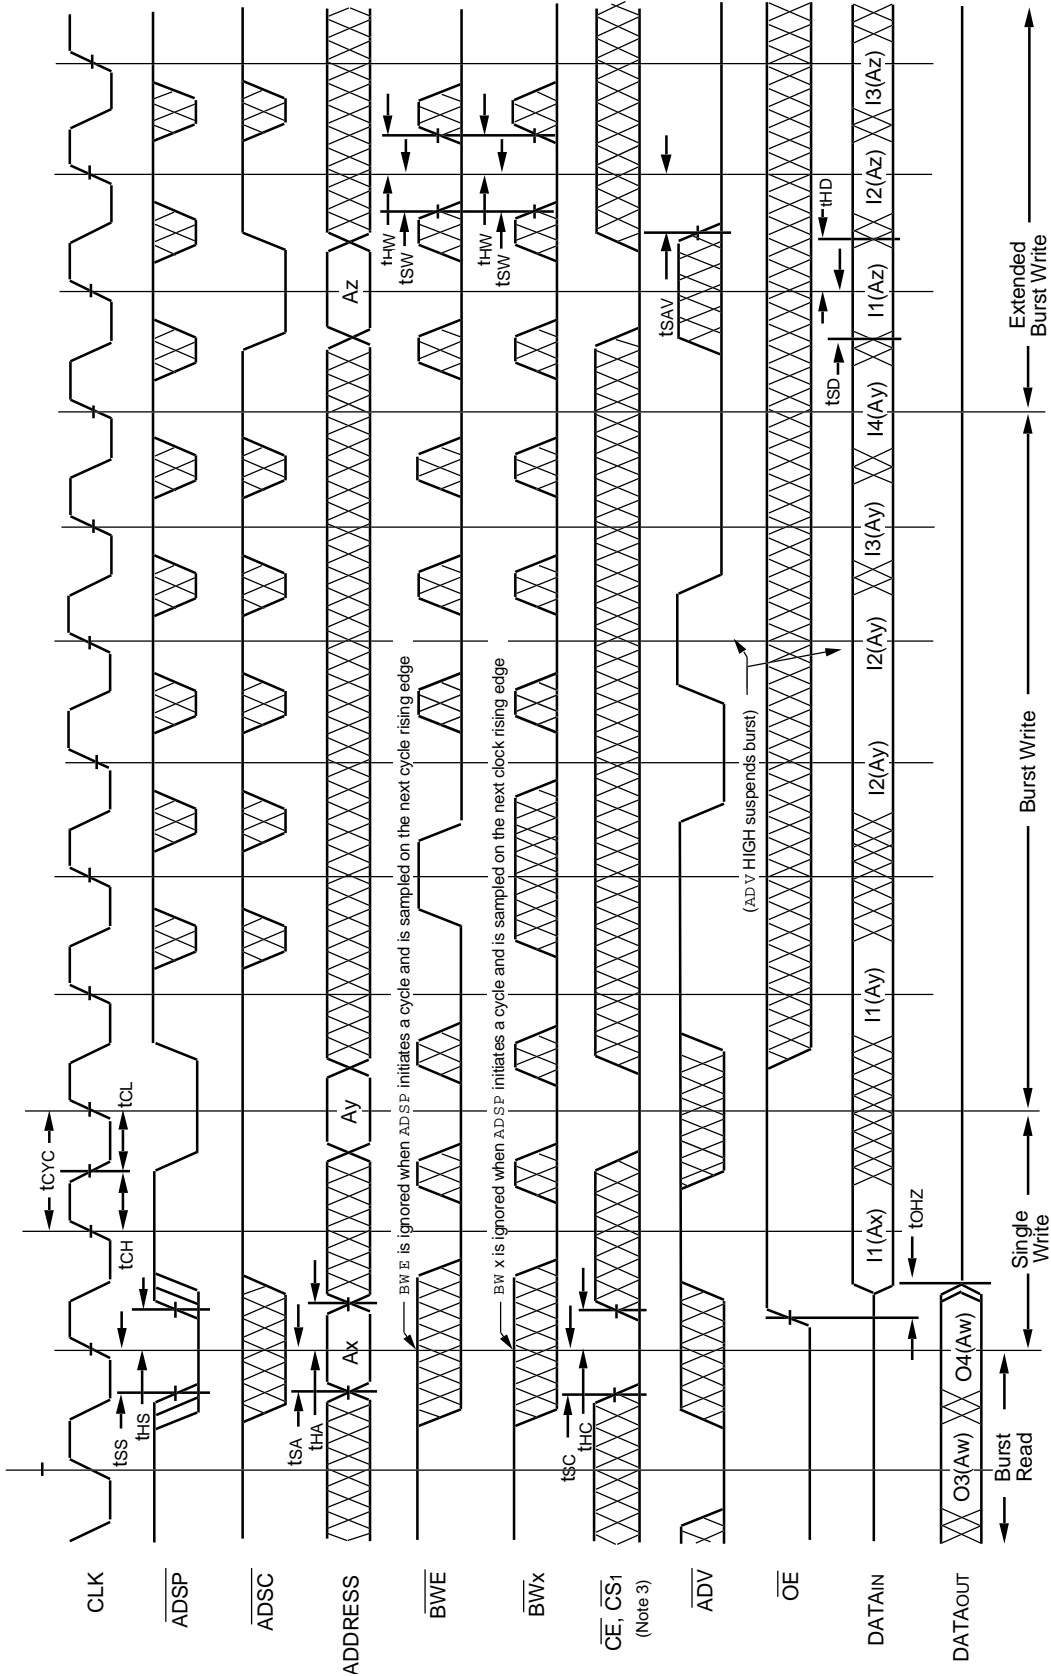 CLK
tCYC
tCH
tCL
tSS
tHS
ADSP
ADSC
ADDRESS
Ax
Ay
Az
tSA
tHA
BWE is ignored when ADSP initiates a cycle and is sampled on the next cycle rising edge
BWE
tHW
tSW
BWx is ignored when ADSP initiates a cycle and is sampled on the next clock rising edge
BWx
tHW
tSW
CE, CS1
(Note 3)
tSC
tHC
ADV
tSAV
(ADV HIGH suspends burst)
OE
tHD
tSD
DATAIN
I1(Ax)
I1(Ay)
I2(Ay)
I2(Ay)
I3(Ay)
I4(Ay)
I1(Az)
I2(Az)
I3(Az)
tOHZ
DATAOUT
O3(Aw)
O4(Aw)
Burst
Read
Single
Write
Burst Write
Extended
Burst Write